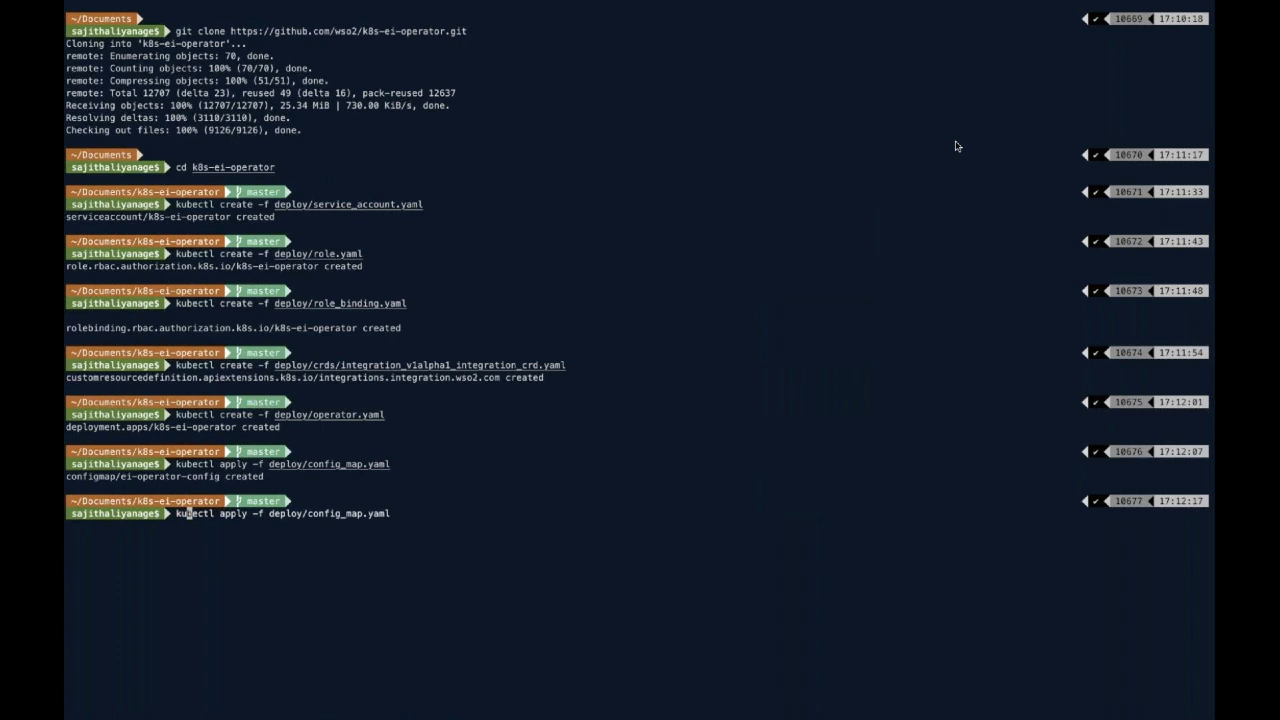 ~/Documents ✔ 10669 17:10:18
sajithaliyanage$ git clone https://github.com/wso2/k8s-ei-operator.git
Cloning into 'k8s-ei-operator'...
remote: Enumerating objects: 70, done.
remote: Counting objects: 100% (70/70), done.
remote: Compressing objects: 100% (51/51), done.
remote: Total 12707 (delta 23), reused 49 (delta 16), pack-reused 12637
Receiving objects: 100% (12707/12707), 25.34 MiB | 730.00 KiB/s, done.
Resolving deltas: 100% (3110/3110), done.
Checking out files: 100% (9126/9126), done.
~/Documents ✔ 10670 17:11:17
sajithaliyanage$ cd k8s-ei-operator
~/Documents/k8s-ei-operator master ✔ 10671 17:11:33
sajithaliyanage$ kubectl create -f deploy/service_account.yaml
serviceaccount/k8s-ei-operator created
~/Documents/k8s-ei-operator master ✔ 10672 17:11:43
sajithaliyanage$ kubectl create -f deploy/role.yaml
role.rbac.authorization.k8s.io/k8s-ei-operator created
~/Documents/k8s-ei-operator master ✔ 10673 17:11:48
sajithaliyanage$ kubectl create -f deploy/role_binding.yaml
rolebinding.rbac.authorization.k8s.io/k8s-ei-operator created
~/Documents/k8s-ei-operator master ✔ 10674 17:11:54
sajithaliyanage$ kubectl create -f deploy/crds/integration_v1alpha1_integration_crd.yaml
customresourcedefinition.apiextensions.k8s.io/integrations.integration.wso2.com created
~/Documents/k8s-ei-operator master ✔ 10675 17:12:01
sajithaliyanage$ kubectl create -f deploy/operator.yaml
deployment.apps/k8s-ei-operator created
~/Documents/k8s-ei-operator master ✔ 10676 17:12:07
sajithaliyanage$ kubectl apply -f deploy/config_map.yaml
configmap/ei-operator-config created
~/Documents/k8s-ei-operator master ✔ 10677 17:12:17
sajithaliyanage$ kubectl apply -f deploy/config_map.yaml